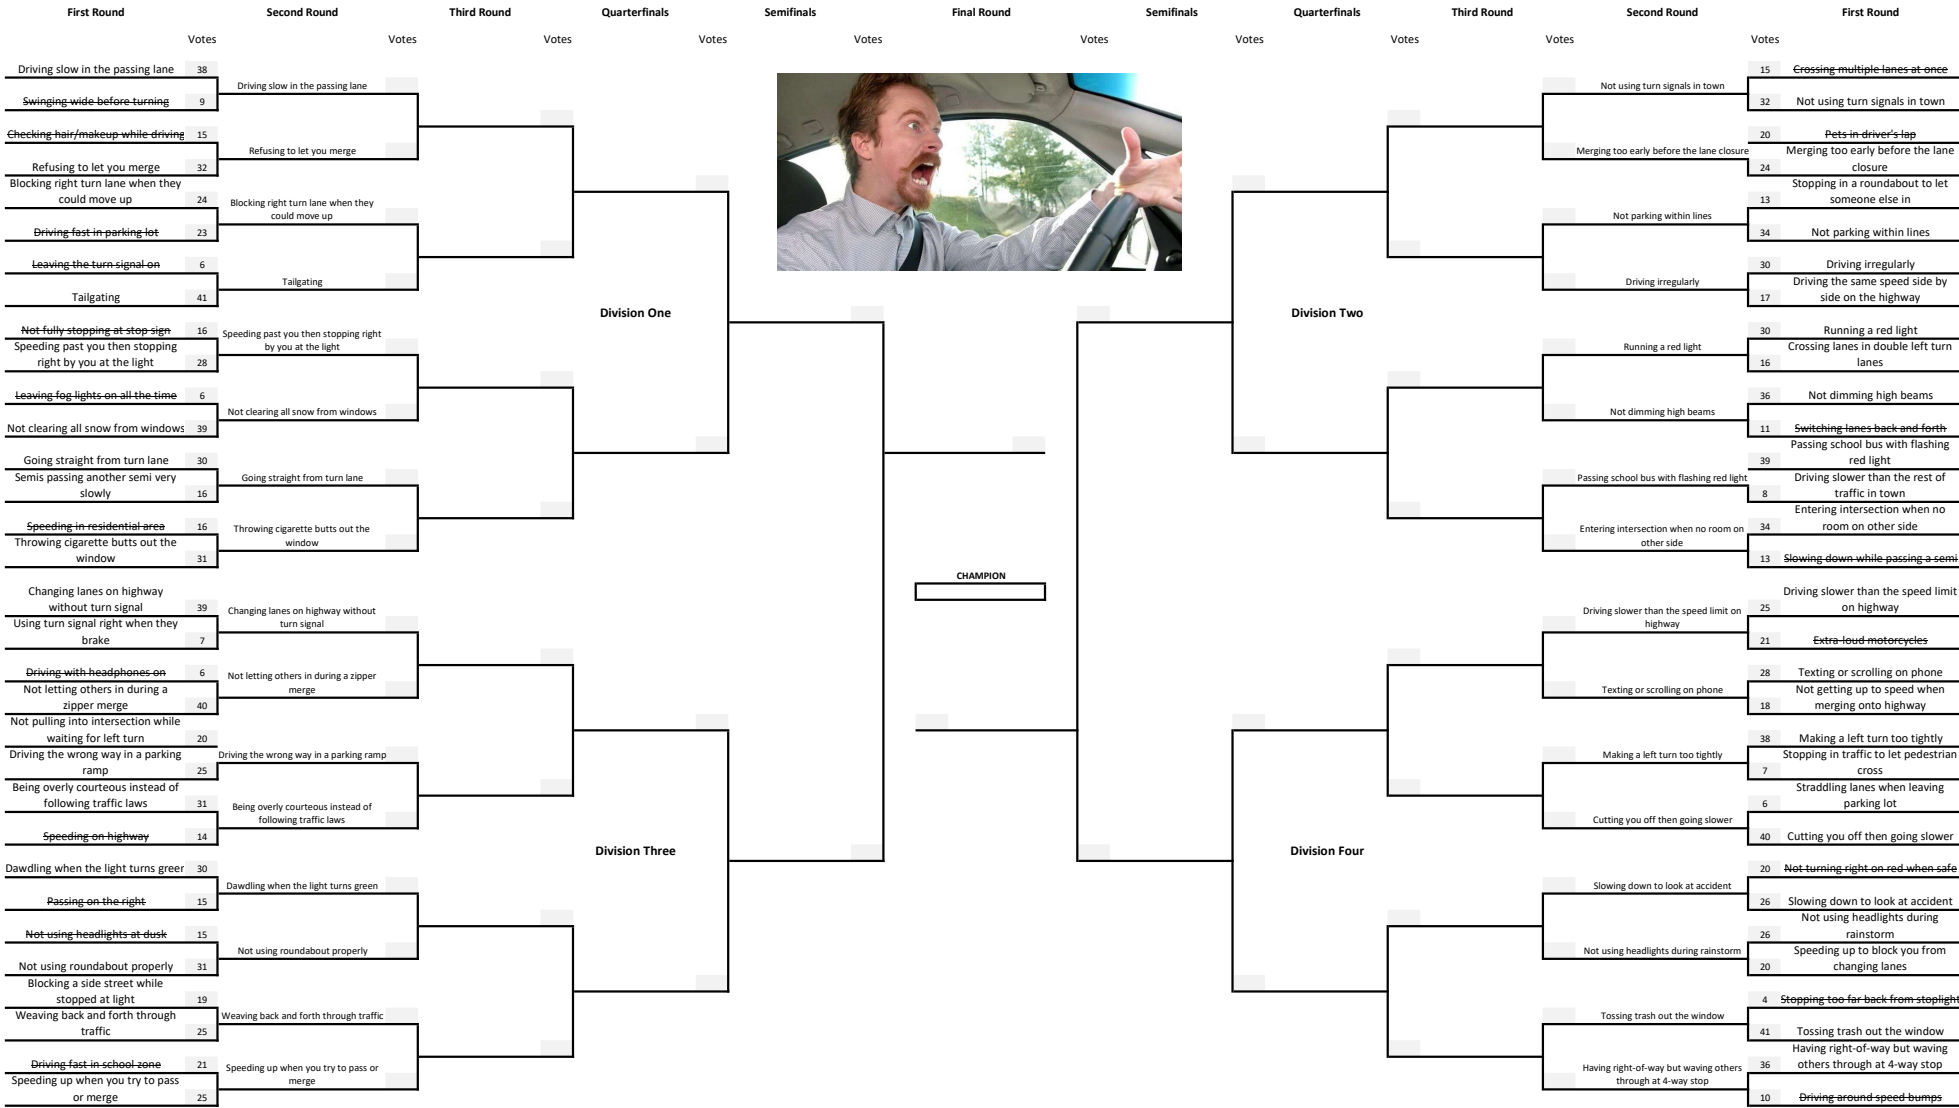 First Round
Second Round
Third Round
Quarterfinals
Semifinals
Final Round
Semifinals
Quarterfinals
Third Round
Second Round
First Round
Votes
Votes
Votes
Votes
Votes
Votes
Votes
Votes
Votes
Votes
Driving slow in the passing lane 38
Swinging wide before turning 9
Checking hair/makeup while driving 15
Refusing to let you merge 32
Blocking right turn lane when they
could move up 24
Driving fast in parking lot 23
Leaving the turn signal on 6
Tailgating 41
Not fully stopping at stop sign 16
Speeding past you then stopping
right by you at the light 28
Leaving fog lights on all the time 6
Not clearing all snow from windows 39
Going straight from turn lane 30
Semis passing another semi very
slowly 16
Speeding in residential area 16
Throwing cigarette butts out the
window 31
Changing lanes on highway
without turn signal 39
Using turn signal right when they
brake 7
Driving with headphones on 6
Not letting others in during a
zipper merge 40
Not pulling into intersection while
waiting for left turn 20
Driving the wrong way in a parking
ramp 25
Being overly courteous instead of
following traffic laws 31
Speeding on highway 14
Dawdling when the light turns green 30
Passing on the right 15
Not using headlights at dusk 15
Not using roundabout properly 31
Blocking a side street while
stopped at light 19
Weaving back and forth through
traffic 25
Driving fast in school zone 21
Speeding up when you try to pass
or merge 25
Driving slow in the passing lane
Refusing to let you merge
Blocking right turn lane when they
could move up
Tailgating
Speeding past you then stopping right
by you at the light
Not clearing all snow from windows
Going straight from turn lane
Throwing cigarette butts out the
window
Changing lanes on highway without
turn signal
Not letting others in during a zipper
merge
Driving the wrong way in a parking ramp
Being overly courteous instead of
following traffic laws
Dawdling when the light turns green
Not using roundabout properly
Weaving back and forth through traffic
Speeding up when you try to pass or
merge
Division One
Division Three
CHAMPION
Division Two
Division Four
Not using turn signals in town
Merging too early before the lane closure
Not parking within lines
Driving irregularly
Running a red light
Not dimming high beams
Passing school bus with flashing red light
Entering intersection when no room on
other side
Driving slower than the speed limit on
highway
Texting or scrolling on phone
Making a left turn too tightly
Cutting you off then going slower
Slowing down to look at accident
Not using headlights during rainstorm
Tossing trash out the window
Having right-of-way but waving others
through at 4-way stop
15 Crossing multiple lanes at once
32 Not using turn signals in town
20 Pets in driver's lap
Merging too early before the lane
24 closure
Stopping in a roundabout to let
13 someone else in
34 Not parking within lines
30 Driving irregularly
Driving the same speed side by
17 side on the highway
30 Running a red light
Crossing lanes in double left turn
16 lanes
36 Not dimming high beams
11 Switching lanes back and forth
Passing school bus with flashing
39 red light
Driving slower than the rest of
8 traffic in town
Entering intersection when no
34 room on other side
13 Slowing down while passing a semi
Driving slower than the speed limit
25 on highway
21 Extra-loud motorcycles
28 Texting or scrolling on phone
Not getting up to speed when
18 merging onto highway
38 Making a left turn too tightly
Stopping in traffic to let pedestrian
7 cross
Straddling lanes when leaving
6 parking lot
40 Cutting you off then going slower
20 Not turning right on red when safe
26 Slowing down to look at accident
Not using headlights during
26 rainstorm
Speeding up to block you from
20 changing lanes
4 Stopping too far back from stoplight
41 Tossing trash out the window
Having right-of-way but waving
36 others through at 4-way stop
10 Driving around speed bumps